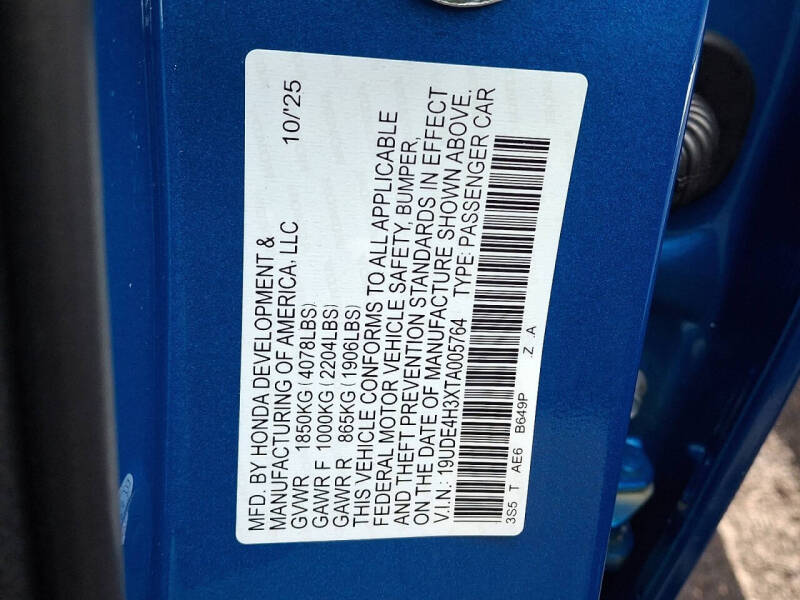 MFD. BY HONDA DEVELOPMENT &
MANUFACTURING OF AMERICA, LLC 10/'25
GVWR 1850KG(4078LBS)
GAWR F 1000KG(2204LBS)
GAWR R 865KG(1906LBS)
THIS VEHICLE CONFORMS TO ALL APPLICABLE
FEDERAL MOTOR VEHICLE SAFETY, BUMPER,
AND THEFT PREVENTION STANDARDS IN EFFECT
ON THE DATE OF MANUFACTURE SHOWN ABOVE.
V.I.N.: 19UDE4H3XTA005764 TYPE: PASSENGER CAR
3S5 T AE6 B649P .Z .A